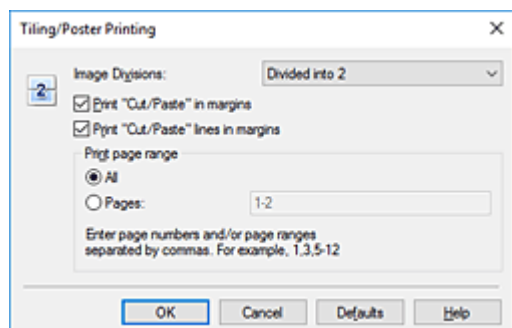 Tiling/Poster Printing
Image Divisions: Divided into 2
2
Print "Cut/Paste" in margins
Print "Cut/Paste" lines in margins
Print page range
All
Pages: 1-2
Enter page numbers and/or page ranges
separated by commas. For example, 1,3,5-12
OK Cancel Defaults Help